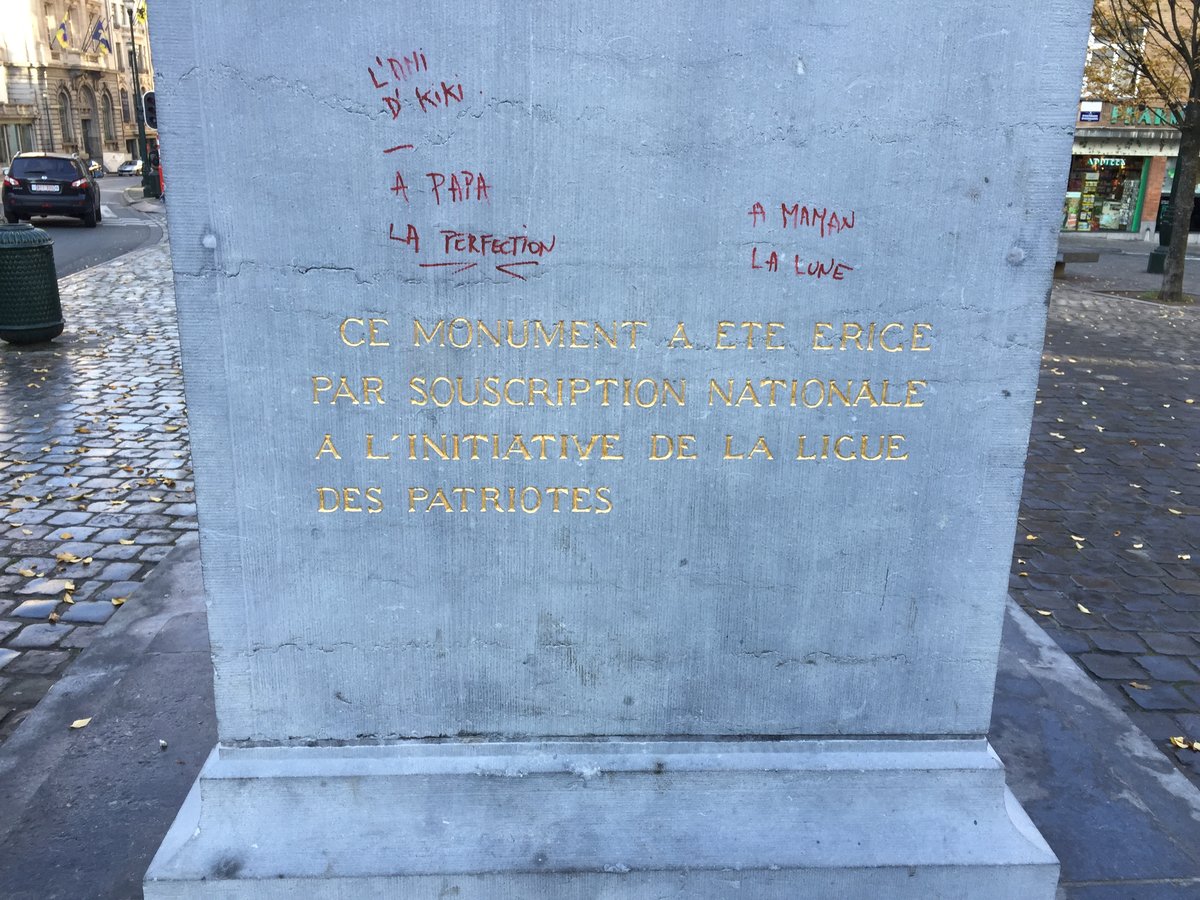 L'AMI
D' KIKI
A PAPA
LA PERFECTION
A MAMAN
LA LUNE
CE MONUMENT A ETE ERIGE
PAR SOUSCRIPTION NATIONALE
A L'INITIATIVE DE LA LIGUE
DES PATRIOTES